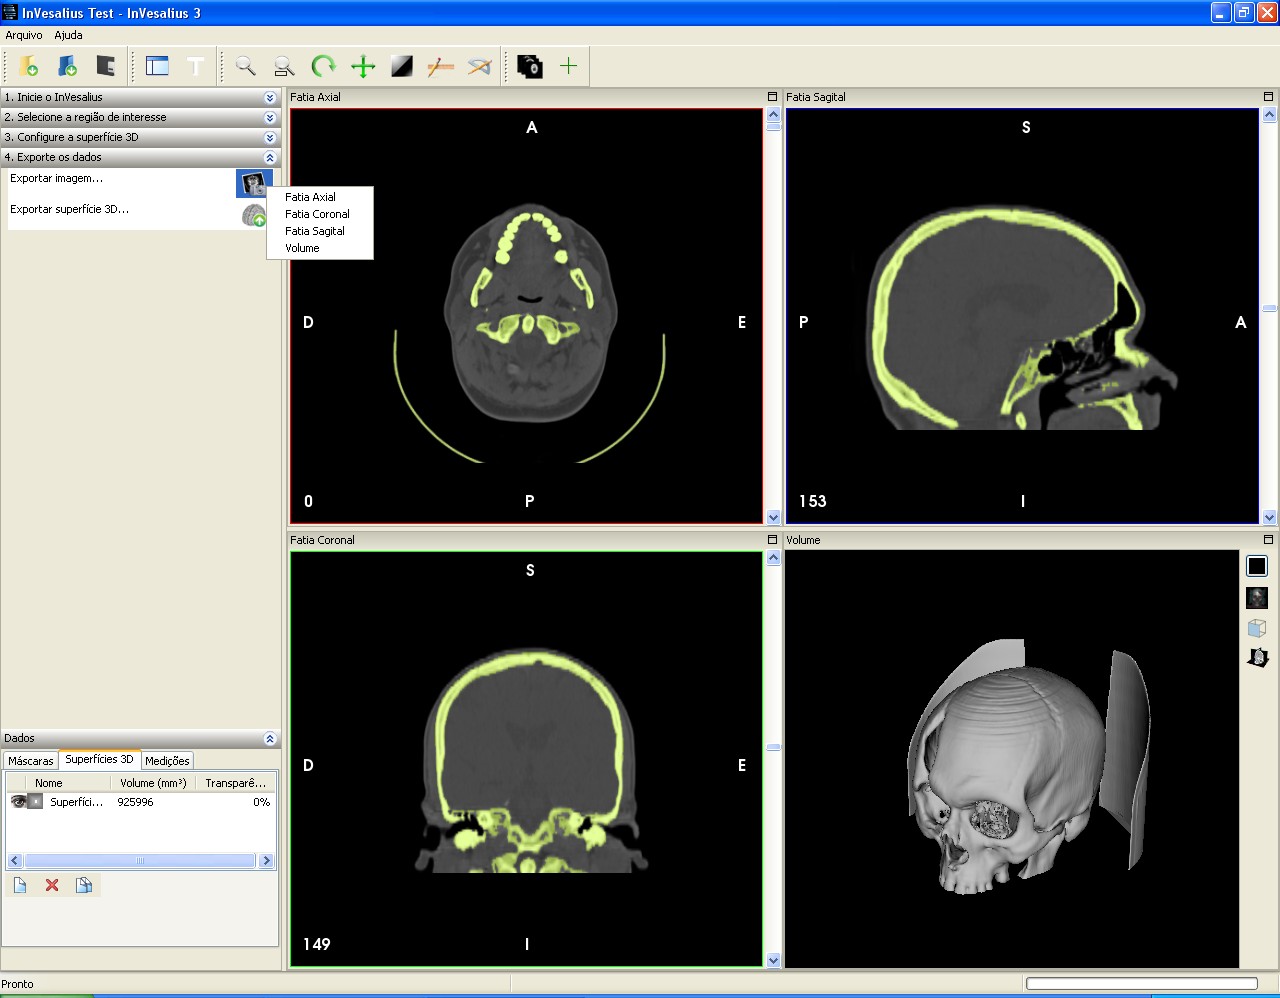 InVesalius Test - InVesalius 3
Arquivo Ajuda
T
1. Inicie o InVesalius
2. Selecione a região de interesse
3. Configure a superfície 3D
4. Exporte os dados
Exportar imagem...
Exportar superfície 3D...
Fatia Axial
Fatia Coronal
Fatia Sagital
Volume
Fatia Axial
A
D
E
0
P
Fatia Sagital
S
P
A
153
I
Fatia Coronal
S
D
E
149
I
Volume
Dados
Máscaras Superfícies 3D Medições
Nome Volume (mm³) Transparê...
Superfíci... 925996 0%
Pronto